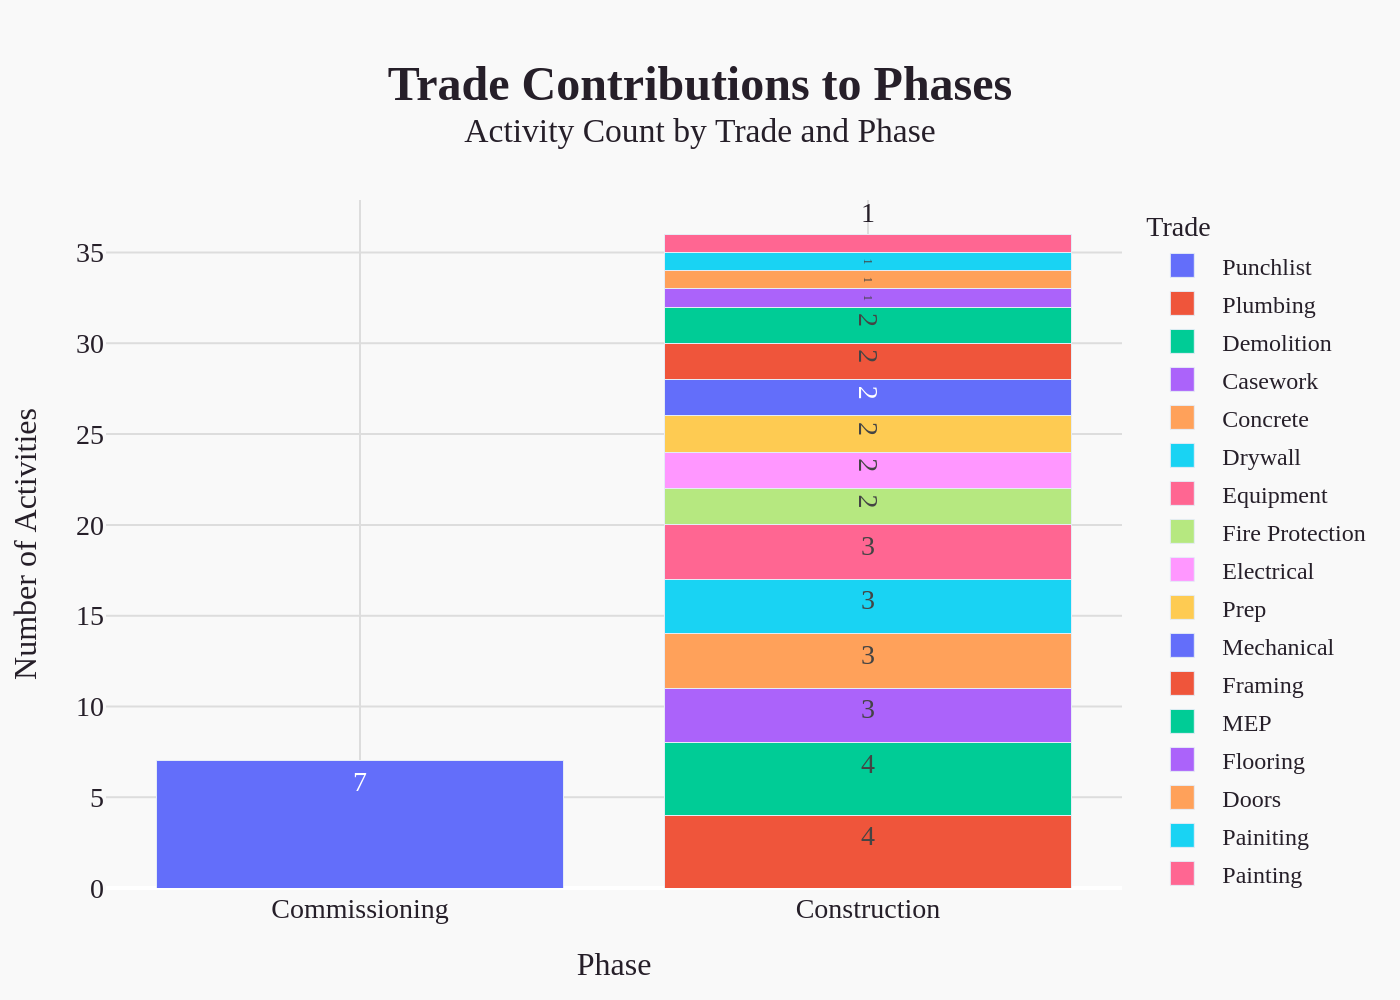 Trade Contributions to Phases
Activity Count by Trade and Phase
Number of Activities
35
30
25
20
15
10
5
0
7
1
1
1
1
2
2
2
2
2
2
3
3
3
3
4
4
Commissioning
Construction
Phase
Trade
Punchlist
Plumbing
Demolition
Casework
Concrete
Drywall
Equipment
Fire Protection
Electrical
Prep
Mechanical
Framing
MEP
Flooring
Doors
Painiting
Painting